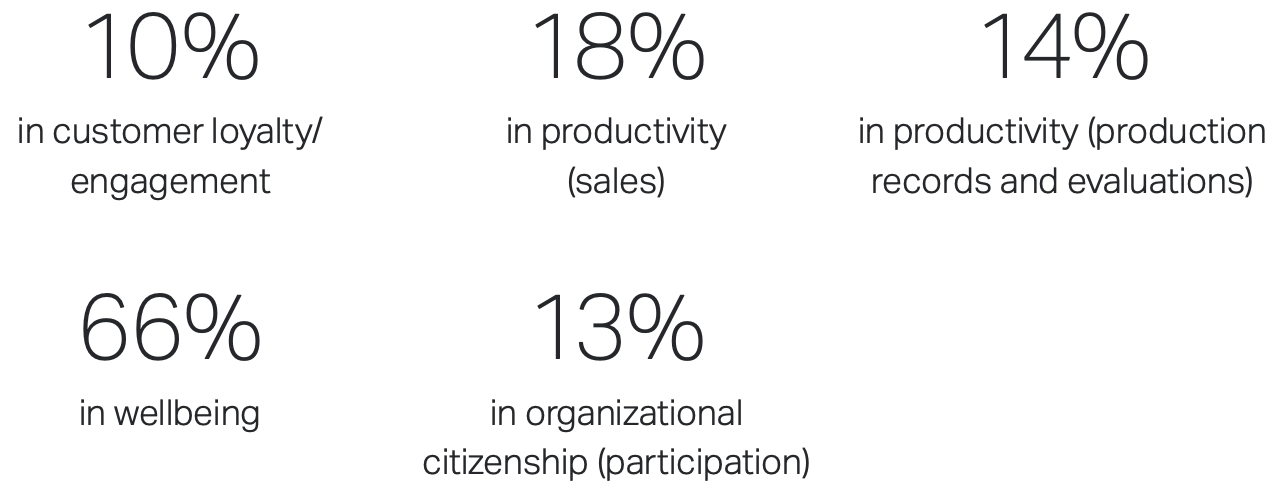 10%
in customer loyalty/
engagement
18%
in productivity
(sales)
14%
in productivity (production
records and evaluations)
66%
in wellbeing
13%
in organizational
citizenship (participation)